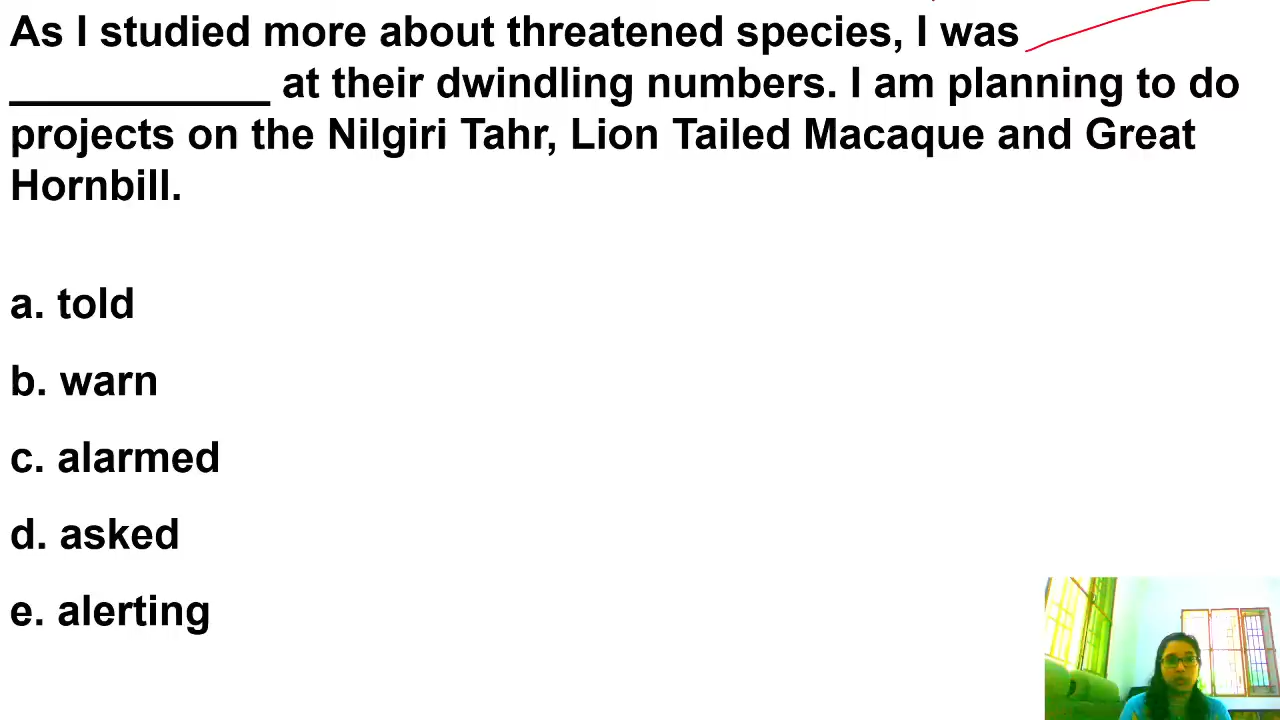 As I studied more about threatened species, I was
____________ at their dwindling numbers. I am planning to do
projects on the Nilgiri Tahr, Lion Tailed Macaque and Great
Hornbill.
a. told
b. warn
c. alarmed
d. asked
e. alerting